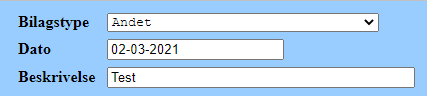 Bilagstype Andet
Dato 02-03-2021
Beskrivelse Test